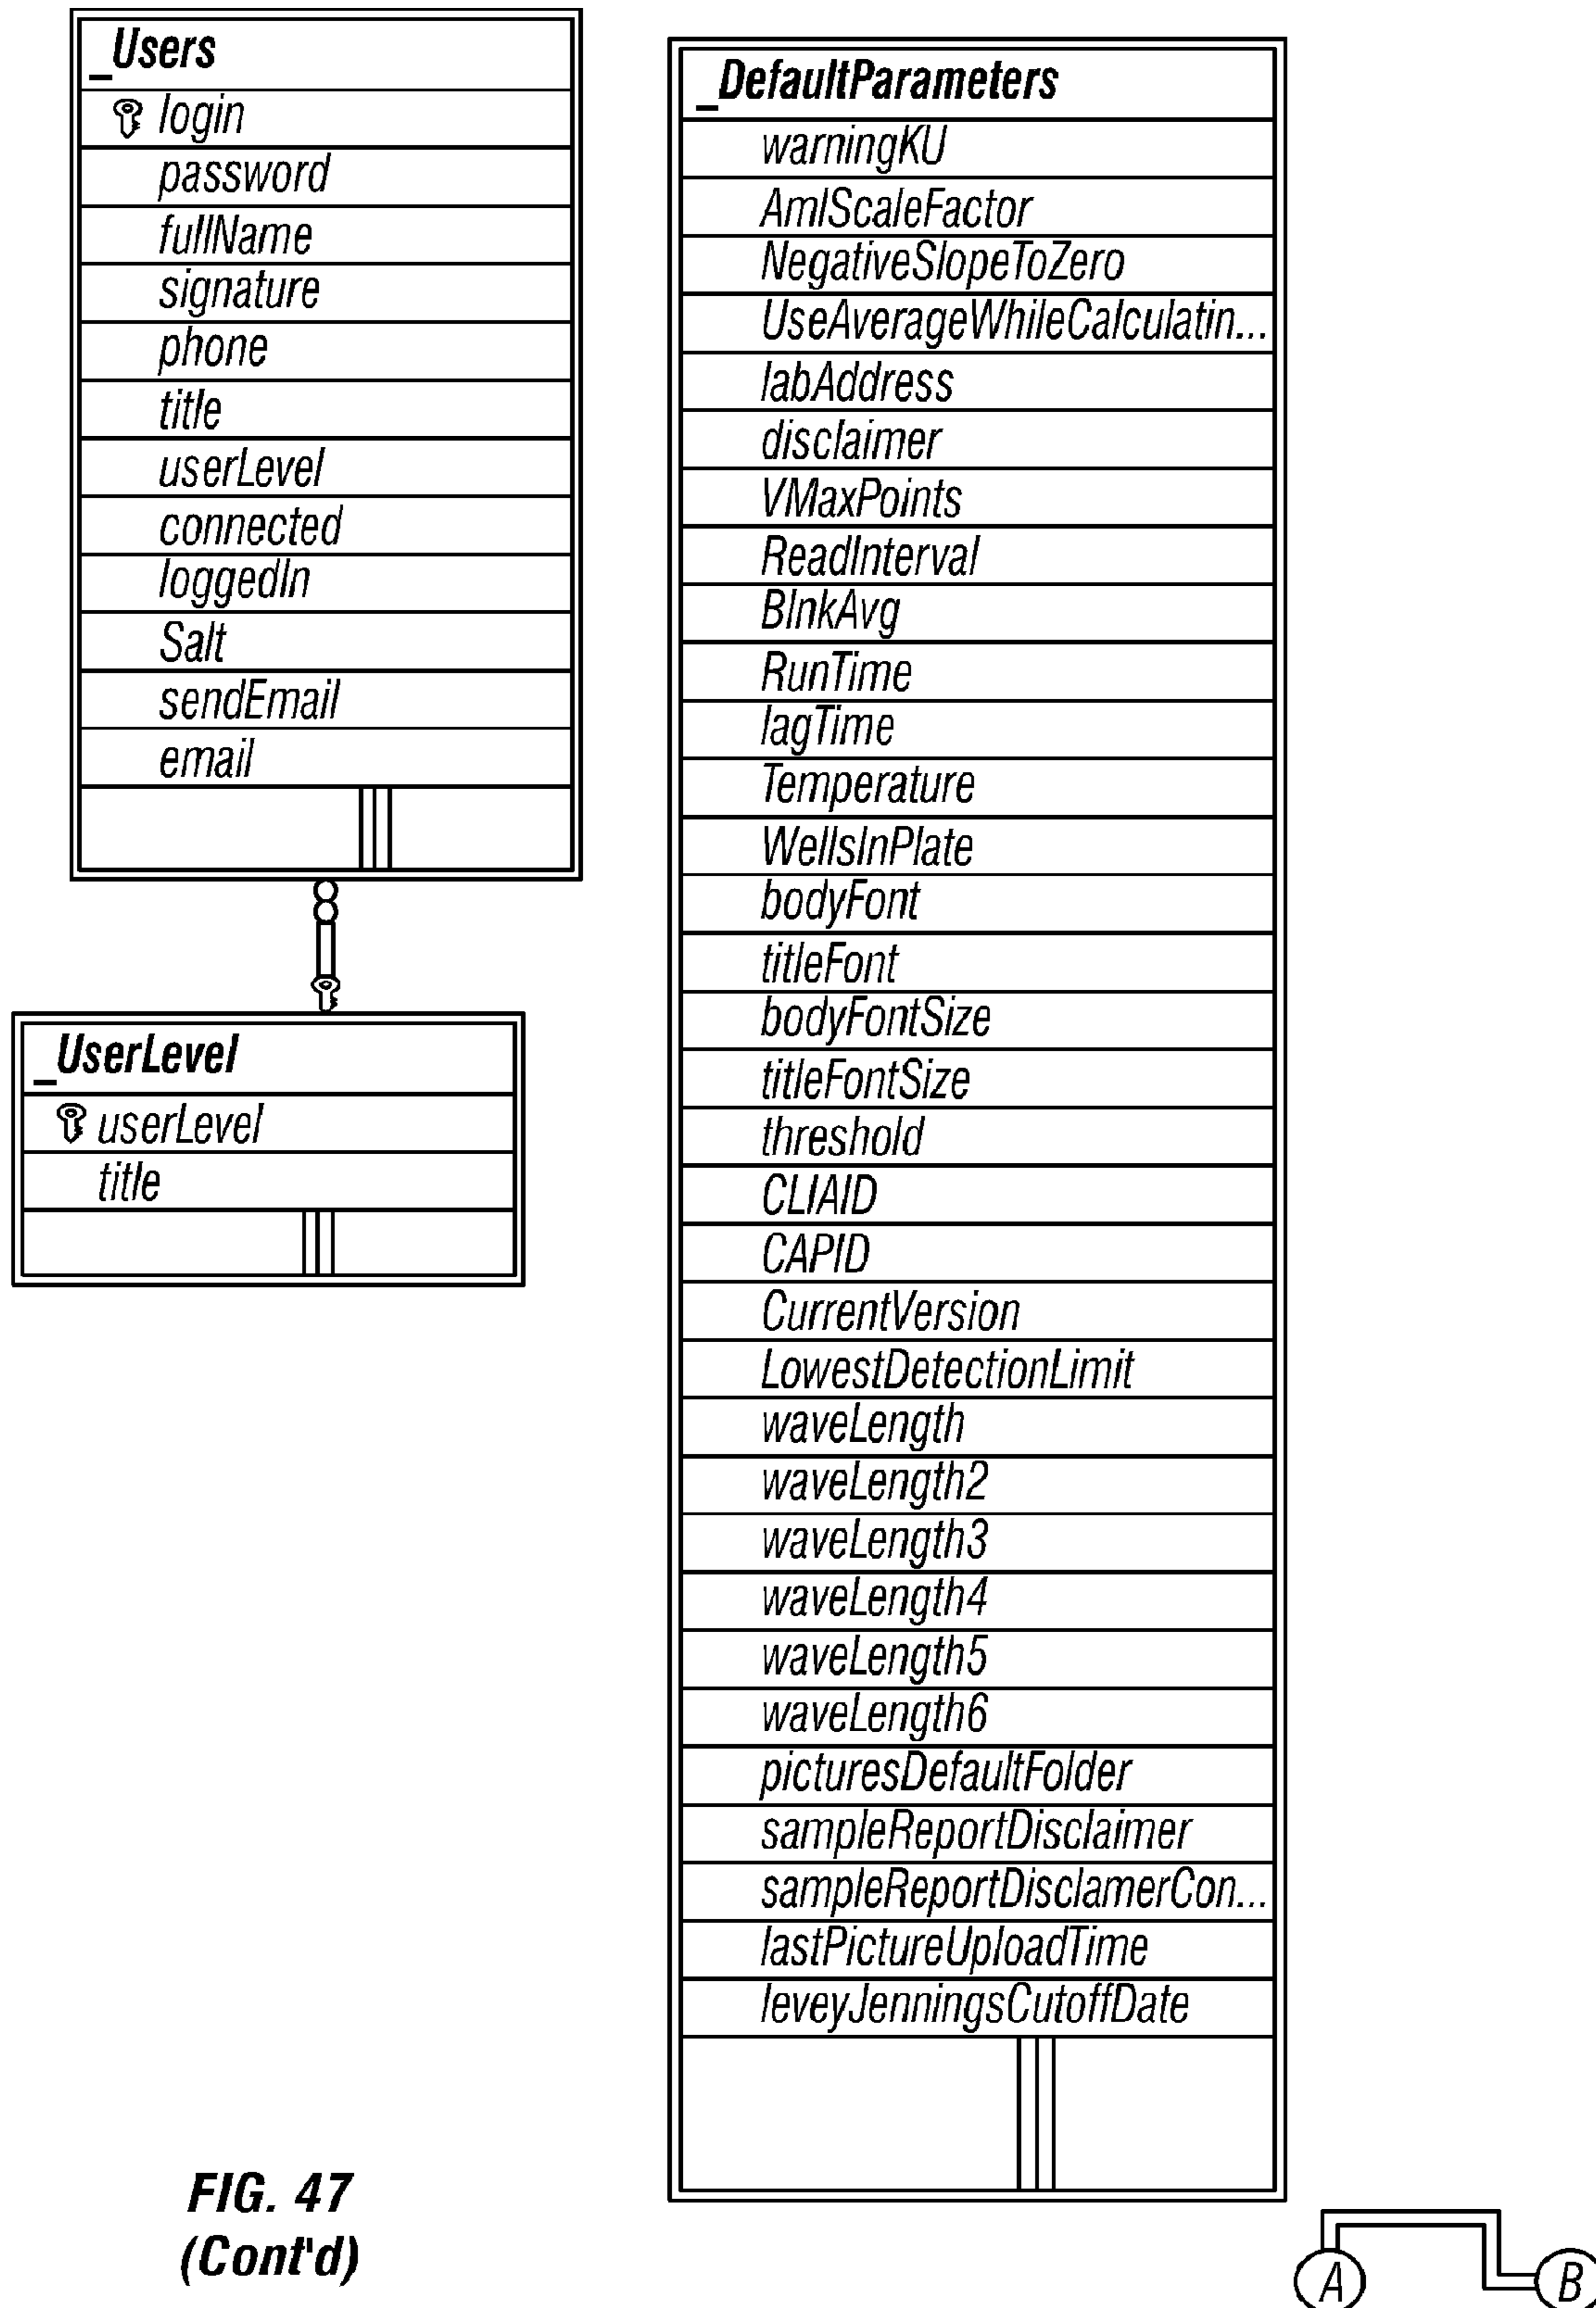 _Users
login
password
fullName
signature
phone
title
userLevel
connected
loggedIn
Salt
sendEmail
email
_UserLevel
userLevel
title
_DefaultParameters
warningKU
AmlScaleFactor
NegativeSlopeToZero
UseAverageWhileCalculatin...
labAddress
disclaimer
VMaxPoints
ReadInterval
BlnkAvg
RunTime
lagTime
Temperature
WellsInPlate
bodyFont
titleFont
bodyFontSize
titleFontSize
threshold
CLIAID
CAPID
CurrentVersion
LowestDetectionLimit
waveLength
waveLength2
waveLength3
waveLength4
waveLength5
waveLength6
picturesDefaultFolder
sampleReportDisclaimer
sampleReportDisclamerCon...
lastPictureUploadTime
leveyJenningsCutoffDate
FIG. 47
(Cont'd)
A
B